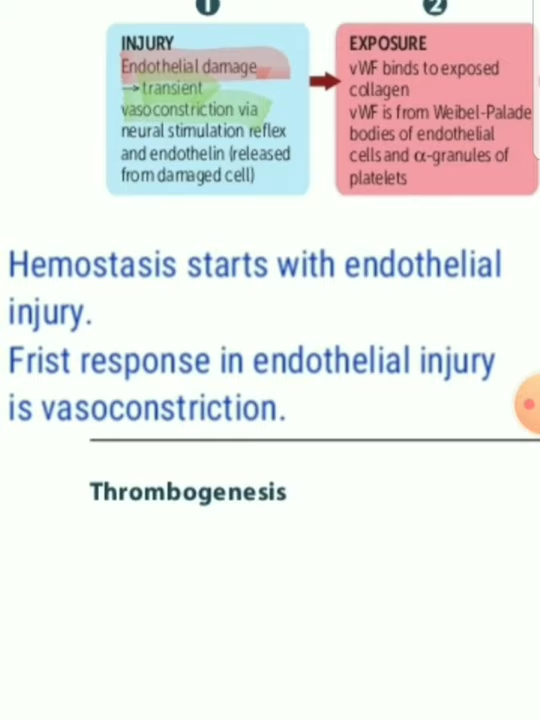 1
2
INJURY
Endothelial damage
→transient
vasoconstriction via
neural stimulation reflex
and endothelin (released
from damaged cell)
EXPOSURE
vWF binds to exposed
collagen
vWF is from Weibel-Palade
bodies of endothelial
cells and α-granules of
platelets
Hemostasis starts with endothelial
injury.
Frist response in endothelial injury
is vasoconstriction.
Thrombogenesis